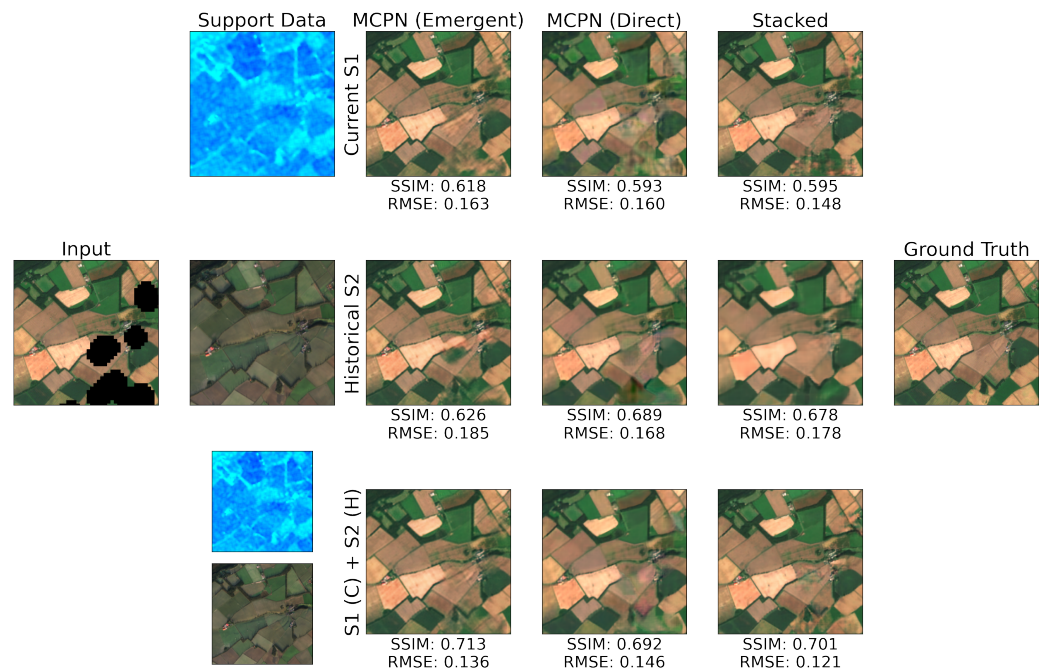 Support Data
MCPN (Emergent)
MCPN (Direct)
Stacked
Current S1
SSIM: 0.618
RMSE: 0.163
SSIM: 0.593
RMSE: 0.160
SSIM: 0.595
RMSE: 0.148
Input
Historical S2
Ground Truth
SSIM: 0.626
RMSE: 0.185
SSIM: 0.689
RMSE: 0.168
SSIM: 0.678
RMSE: 0.178
S1 (C) + S2 (H)
SSIM: 0.713
RMSE: 0.136
SSIM: 0.692
RMSE: 0.146
SSIM: 0.701
RMSE: 0.121